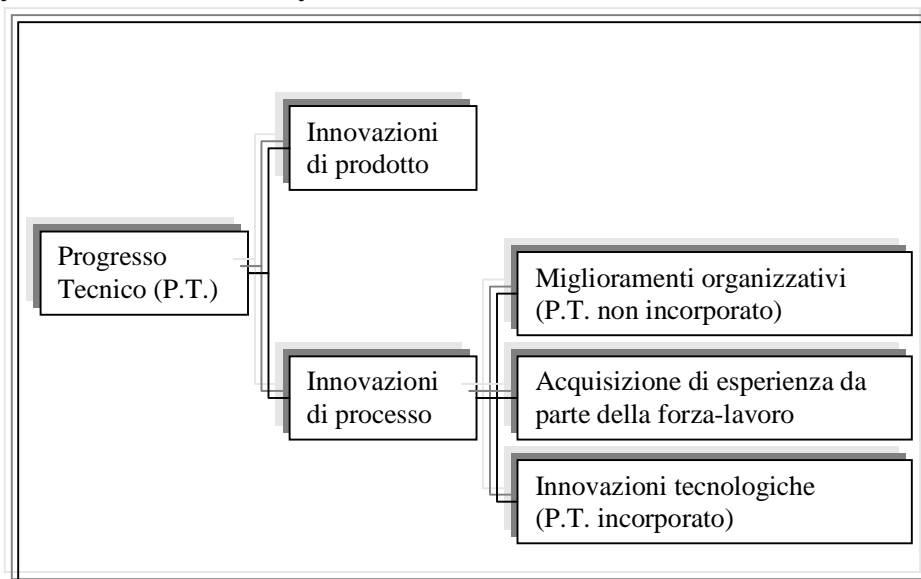 Innovazioni
di prodotto
Progresso
Tecnico (P.T.)
Miglioramenti organizzativi
(P.T. non incorporato)
Innovazioni
di processo
Acquisizione di esperienza da
parte della forza-lavoro
Innovazioni tecnologiche
(P.T. incorporato)